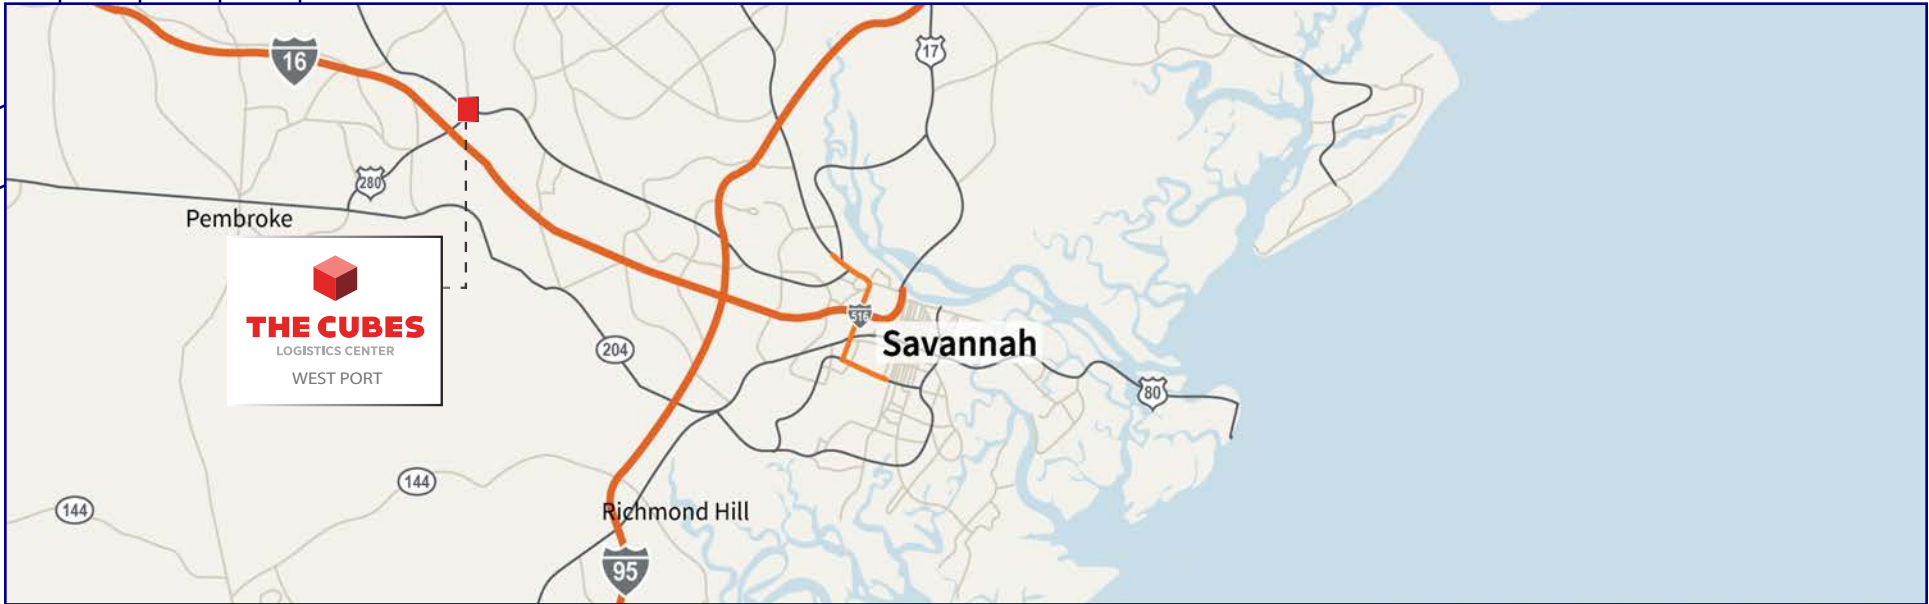 16
17
280
Pembroke
THE CUBES
LOGISTICS CENTER
WEST PORT
516
Savannah
204
80
144
144
Richmond Hill
95